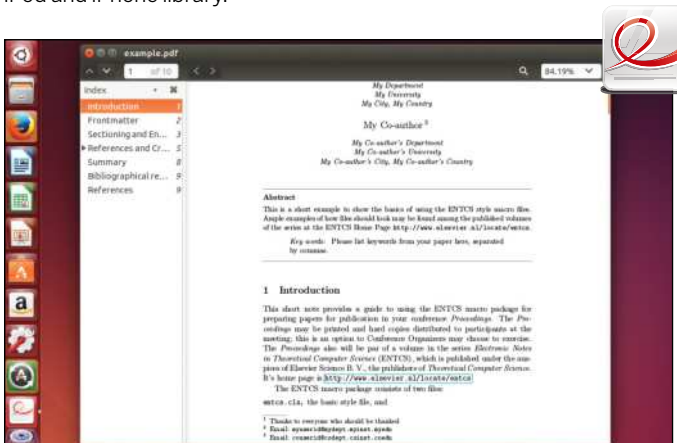 iPod and iPhone library.
example.pdf
1 of 10
84.19%
Index
Introduction 1
Frontmatter 2
Sectioning and En... 3
References and Cr... 5
Summary 8
Bibliographical re... 9
References 9
My Department
My University
My City, My Country
My Co-author 3
My Co-author's Department
My Co-author's University
My Co-author's City, My Co-author's Country
Abstract
This is a short example to show the basics of using the ENTCS style macro files.
Ample examples of how files should look may be found among the published volumes
of the series at the ENTCS Home Page http://www.elsevier.nl/locate/entcs.
Key words: Please list keywords from your paper here, separated
by commas.
1 Introduction
This short note provides a guide to using the ENTCS macro package for
preparing papers for publication in your conference Proceedings. The Pro-
ceedings may be printed and hard copies distributed to participants at the
meeting; this is an option to Conference Organizers may choose to exercise.
The Proceedings also will be part of a volume in the series Electronic Notes
in Theoretical Computer Science (ENTCS), which is published under the aus-
pices of Elsevier Science B. V., the publishers of Theoretical Computer Science.
It's home page is http://www.elsevier.nl/locate/entcs
The ENTCS macro package consists of two files:
entcs.cls, the basic style file, and
1 Thanks to everyone who should be thanked
2 Email:
3 Email: